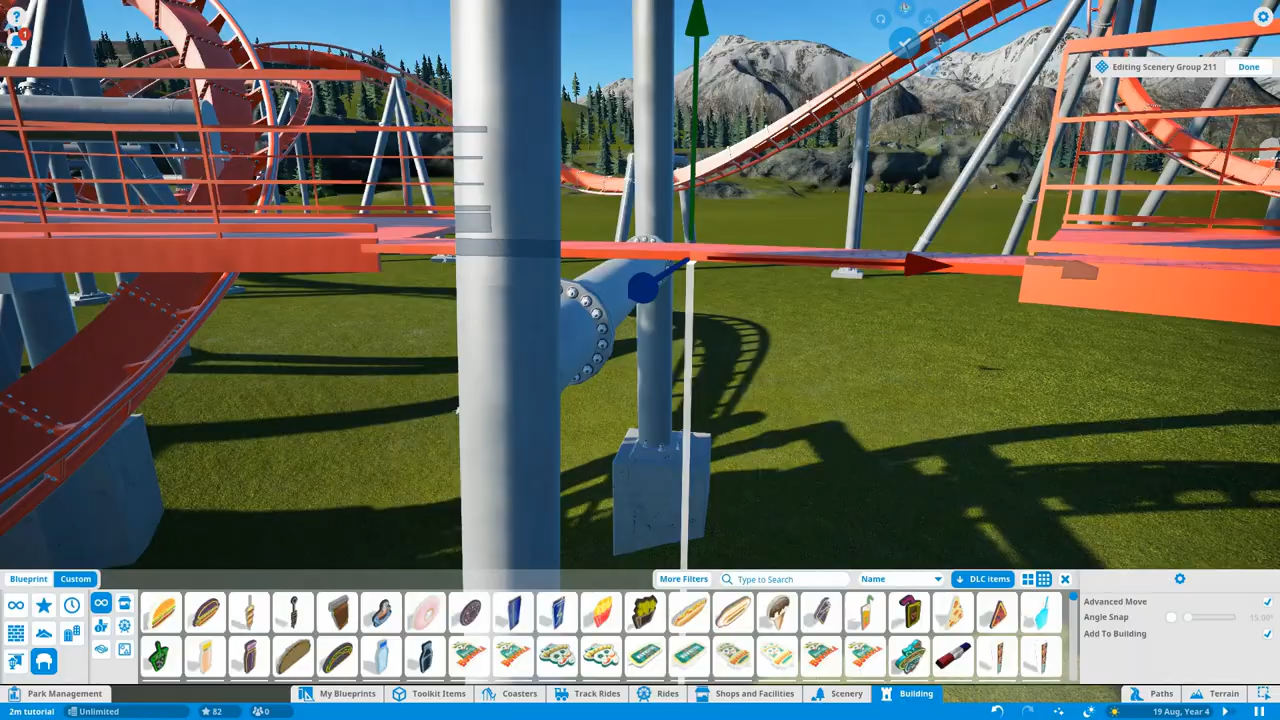 ?
1
Editing Scenery Group 211 Done
Blueprint Custom More Filters Type to Search Name DLC items
Advanced Move
Angle Snap 15.00°
Add To Building
Park Management My Blueprints Toolkit Items Coasters Track Rides Rides Shops and Facilities Scenery Building Paths Terrain
2m tutorial Unlimited 82 0 19 Aug, Year 4